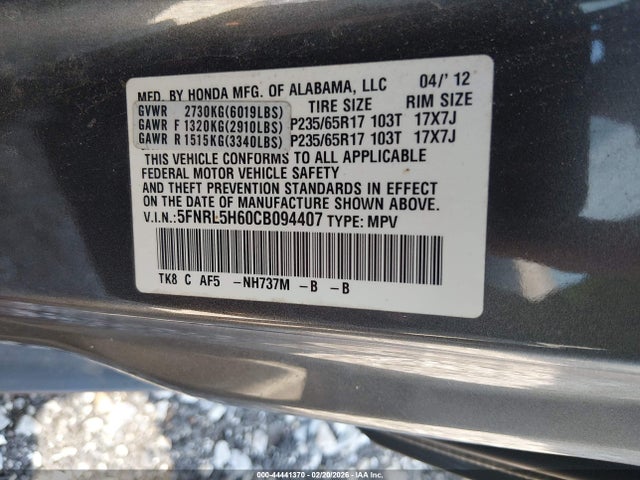 MFD. BY HONDA MFG. OF ALABAMA, LLC 04/' 12
TIRE SIZE RIM SIZE
GVWR 2730KG(6019LBS)
GAWR F 1320KG(2910LBS) P235/65R17 103T 17X7J
GAWR R 1515KG(3340LBS) P235/65R17 103T 17X7J
THIS VEHICLE CONFORMS TO ALL APPLICABLE
FEDERAL MOTOR VEHICLE SAFETY
AND THEFT PREVENTION STANDARDS IN EFFECT
ON THE DATE OF MANUFACTURE SHOWN ABOVE.
V.I.N.: 5FNRL5H60CB094407 TYPE: MPV
TK8 C AF5 -NH737M -B -B
000-44441370 - 02/20/2026 - IAA Inc.